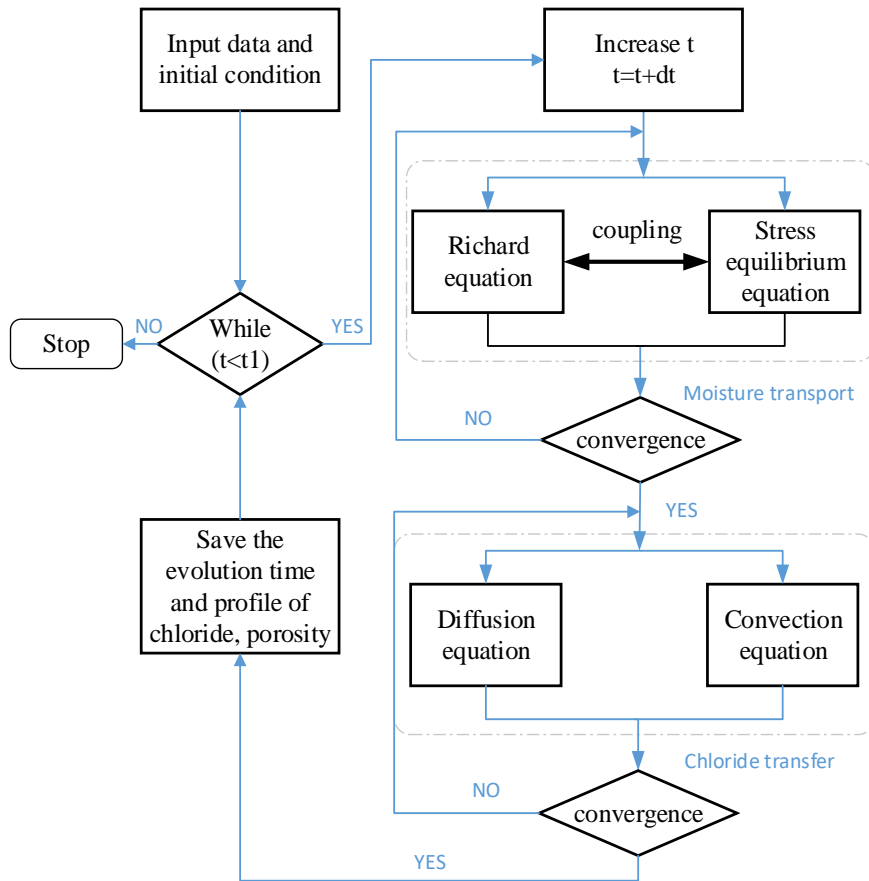 Input data and
initial condition
Increase t
t=t+dt
Richard
equation
coupling
Stress
equilibrium
equation
Stop
NO
While
(t<t1)
YES
Moisture transport
NO
convergence
YES
Save the
evolution time
and profile of
chloride, porosity
Diffusion
equation
Convection
equation
Chloride transfer
NO
convergence
YES